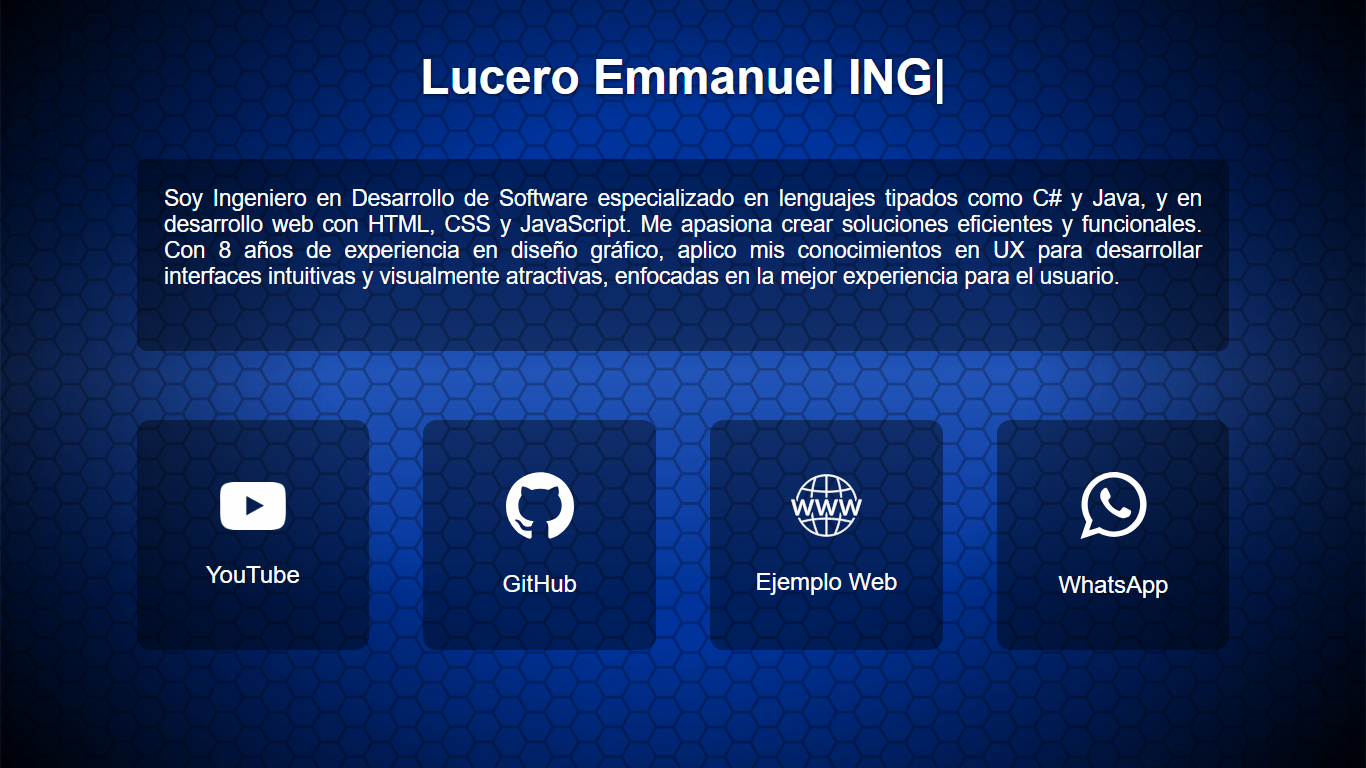 Lucero Emmanuel ING|
Soy Ingeniero en Desarrollo de Software especializado en lenguajes tipados como C# y Java, y en
desarrollo web con HTML, CSS y JavaScript. Me apasiona crear soluciones eficientes y funcionales.
Con 8 años de experiencia en diseño gráfico, aplico mis conocimientos en UX para desarrollar
interfaces intuitivas y visualmente atractivas, enfocadas en la mejor experiencia para el usuario.
WWW
YouTube
GitHub
Ejemplo Web
WhatsApp